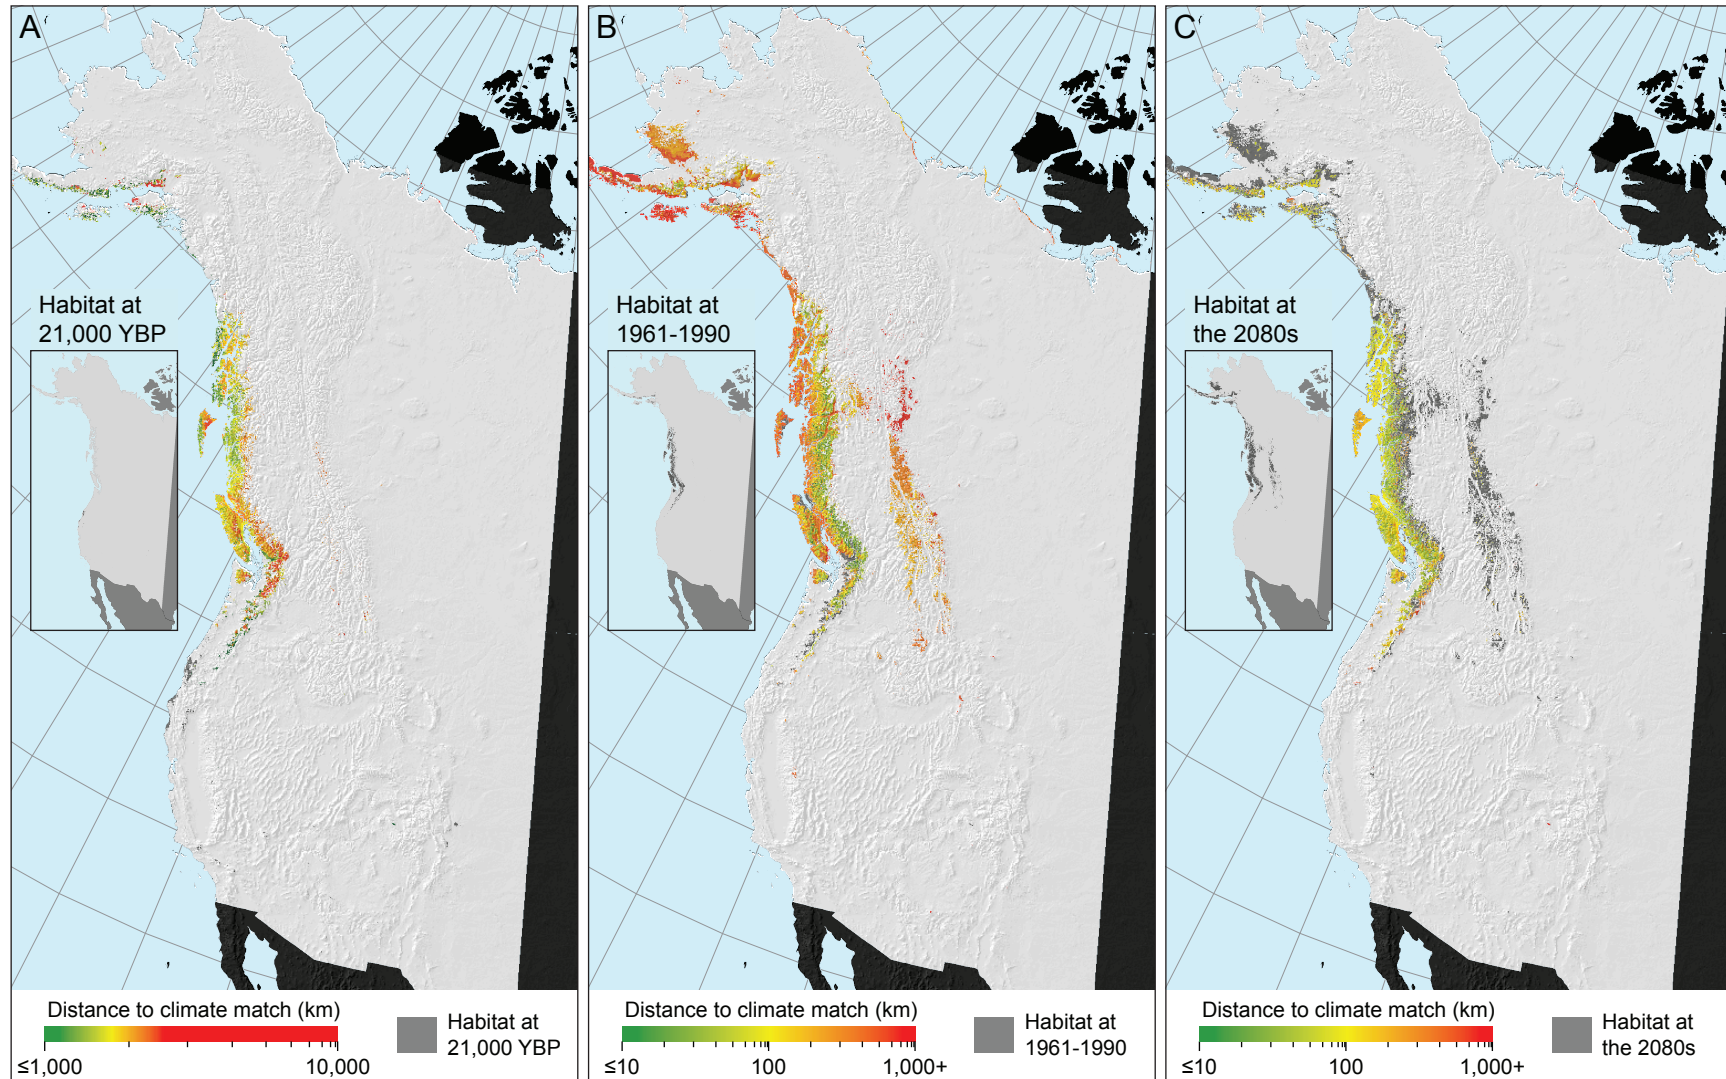 A
Habitat at
21,000 YBP
Distance to climate match (km)
≤1,000
10,000
Habitat at
21,000 YBP
B
Habitat at
1961-1990
Distance to climate match (km)
≤10
100
1,000+
Habitat at
1961-1990
C
Habitat at
the 2080s
Distance to climate match (km)
≤10
100
1,000+
Habitat at
the 2080s